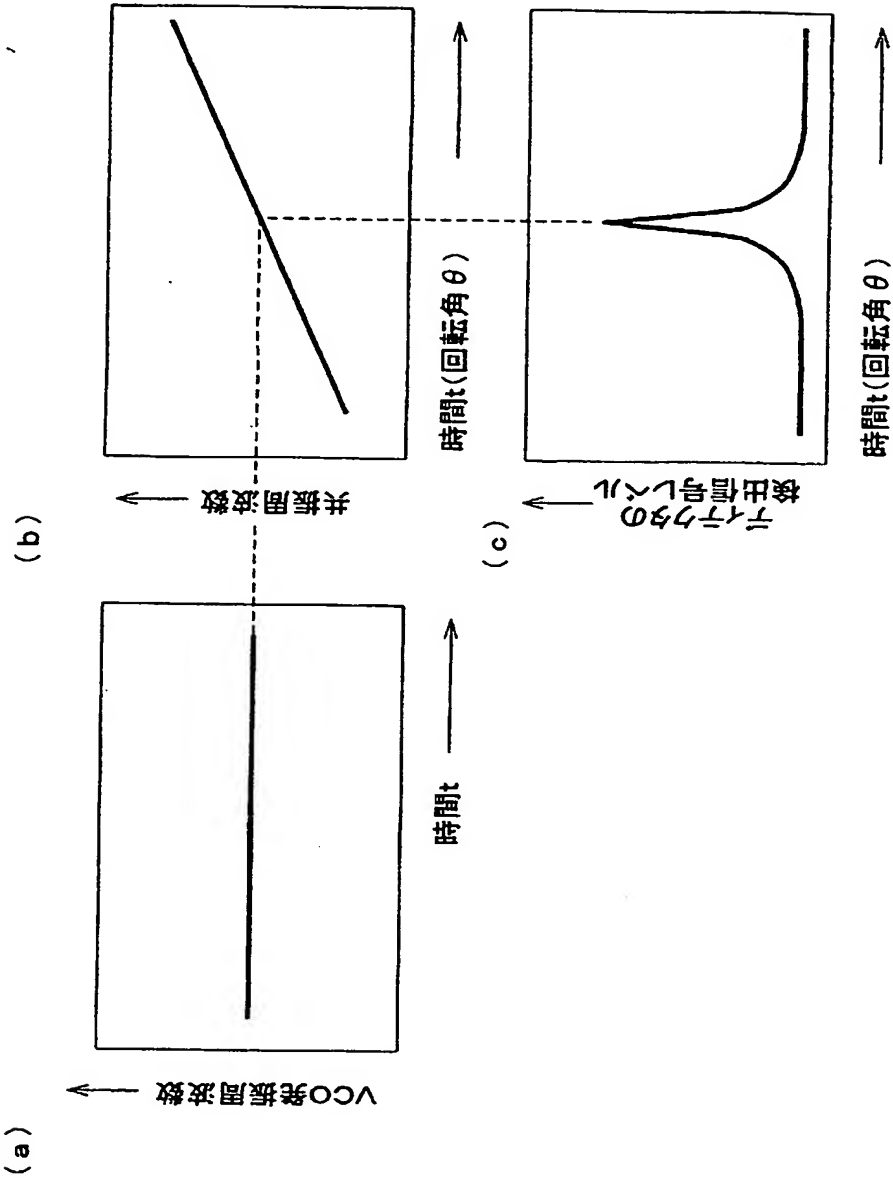 (a)
VCO発振周波数
時間t
(b)
共振周波数
時間t(回転角θ)
(c)
ディテクタの
検出信号レベル
時間t(回転角θ)